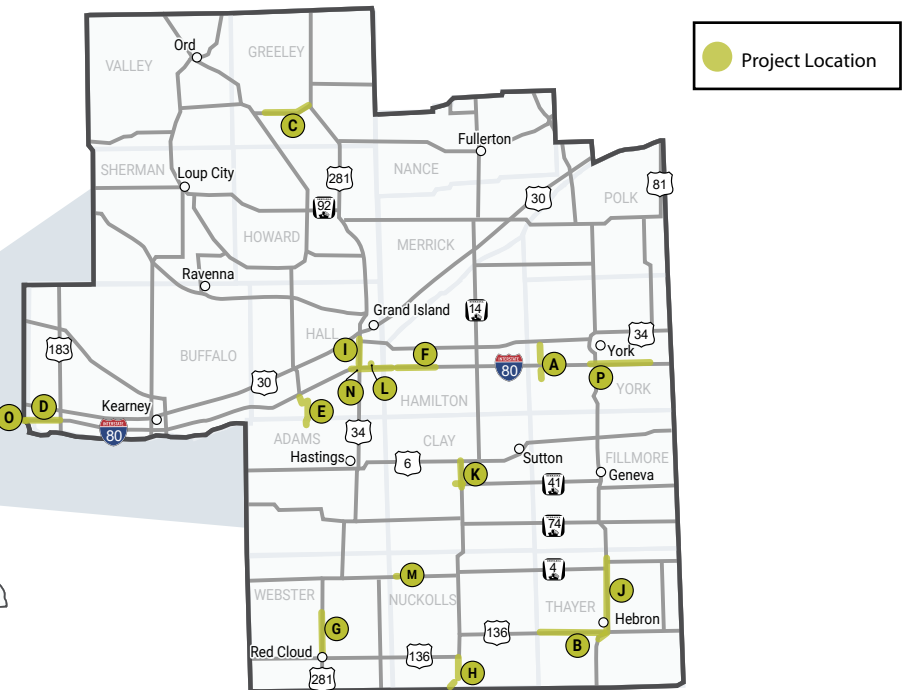 Project Location
Ord
GREELEY
VALLEY
C
Fullerton
SHERMAN
Loup City
281
NANCE
81
30
POLK
92
HOWARD
MERRICK
Ravenna
14
Grand Island
HALL
34
183
I
F
York
BUFFALO
INTERSTATE
80
A
P
30
N
L
YORK
HAMILTON
D
Kearney
E
O
INTERSTATE
80
ADAMS
34
CLAY
Hastings
6
Sutton
FILLMORE
K
Geneva
41
74
4
M
WEBSTER
NUCKOLLS
THAYER
J
Hebron
G
136
B
Red Cloud
136
H
281